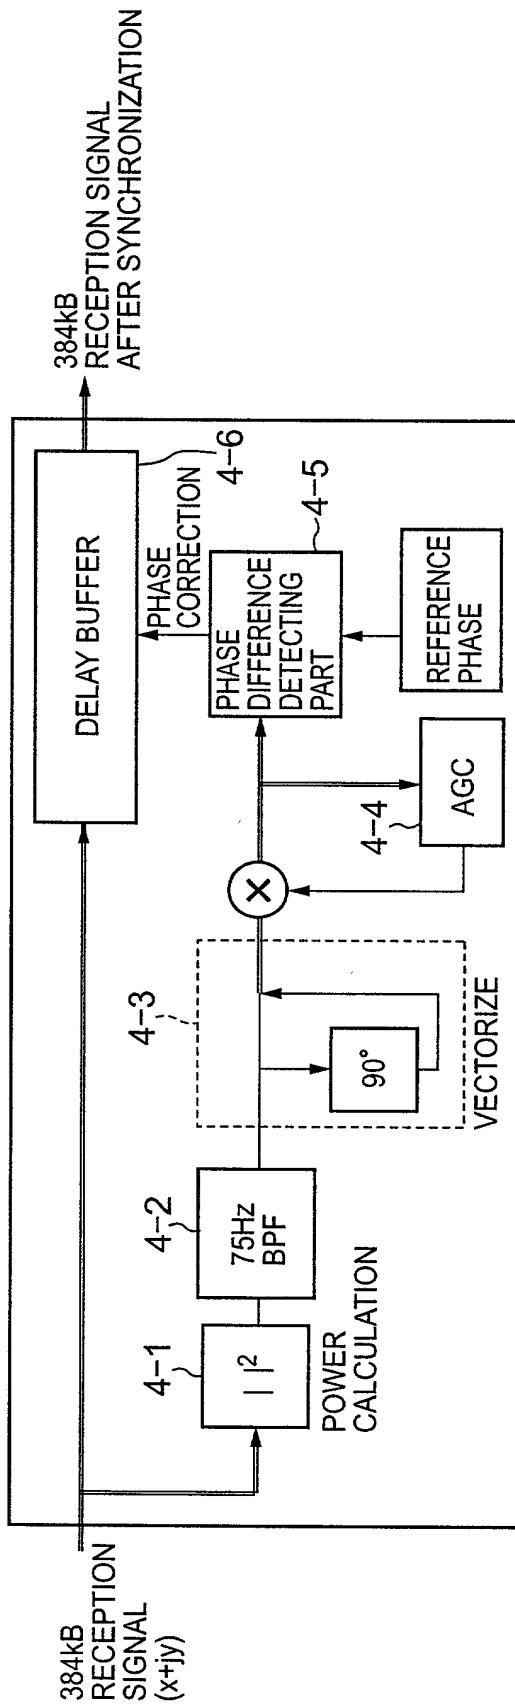 384kB
RECEPTION
SIGNAL
(x+jy)
4-1
| |²
POWER
CALCULATION
4-2
75Hz
BPF
4-3
90°
VECTORIZE
×
4-4
AGC
PHASE
DIFFERENCE
DETECTING
PART
4-5
REFERENCE
PHASE
PHASE
CORRECTION
DELAY BUFFER
4-6
384kB
RECEPTION SIGNAL
AFTER SYNCHRONIZATION